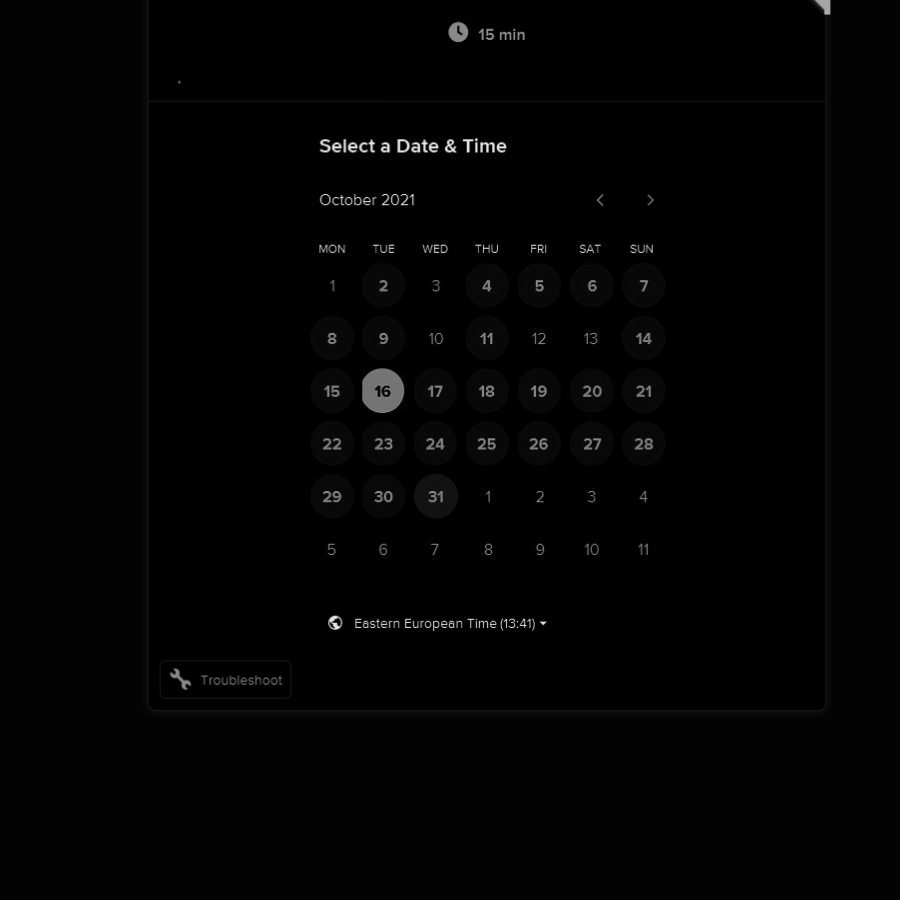 15 min
.
Select a Date & Time
October 2021
MON TUE WED THU FRI SAT SUN
1 2 3 4 5 6 7
8 9 10 11 12 13 14
15 16 17 18 19 20 21
22 23 24 25 26 27 28
29 30 31 1 2 3 4
5 6 7 8 9 10 11
Eastern European Time (13:41)
Troubleshoot